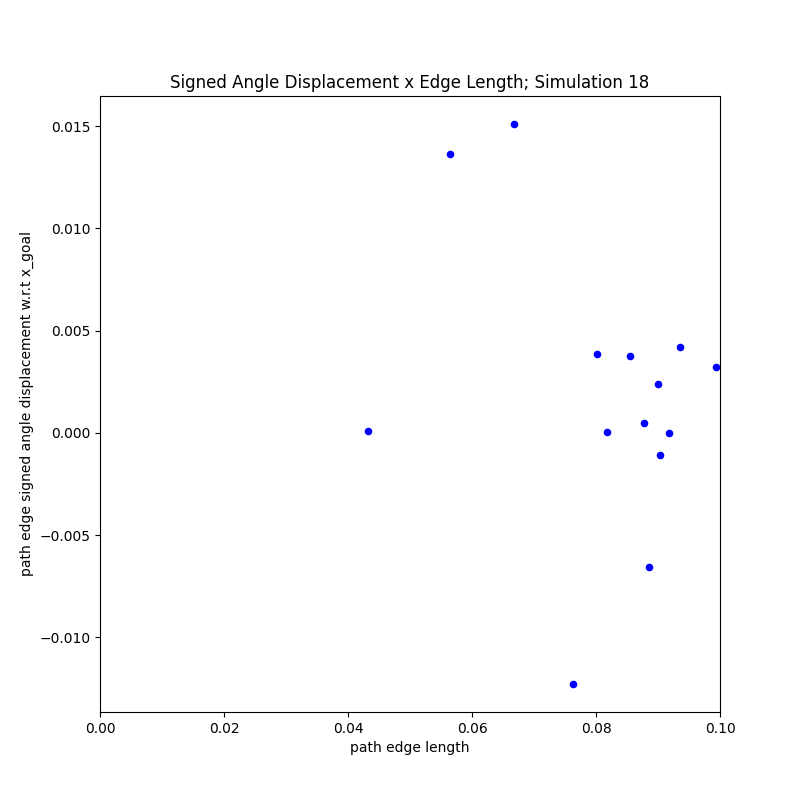 Signed Angle Displacement x Edge Length; Simulation 18
path edge signed angle displacement w.r.t x_goal
0.015
0.010
0.005
0.000
−0.005
−0.010
0.00 0.02 0.04 0.06 0.08 0.10
path edge length